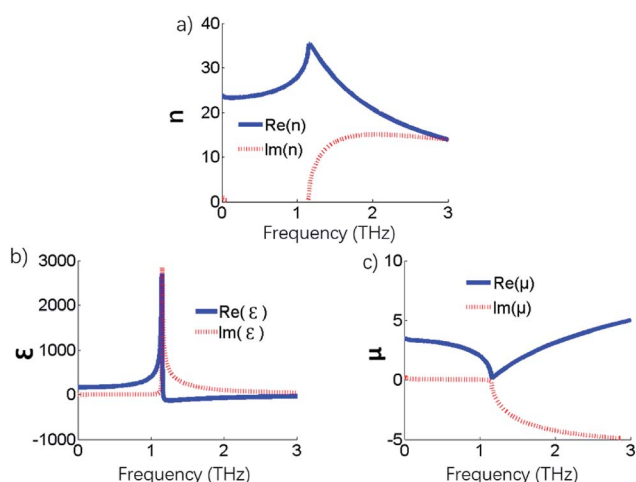 a)
40
30
20
10
0
n
Re(n)
Im(n)
0 1 2 3
Frequency (THz)
b)
3000
2000
1000
0
-1000
ε
Re(ε)
Im(ε)
0 1 2 3
Frequency (THz)
c)
10
5
0
-5
μ
Re(μ)
Im(μ)
0 1 2 3
Frequency (THz)